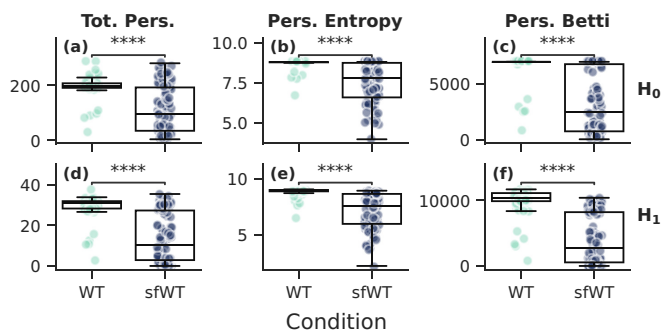 Tot. Pers. Pers. Entropy Pers. Betti
(a) **** (b) **** (c) ****
200 0
10.0 7.5 5.0
5000 0
H0
(d) **** (e) **** (f) ****
40 20 0
10 5
10000 0
H1
WT sfWT WT sfWT WT sfWT
Condition